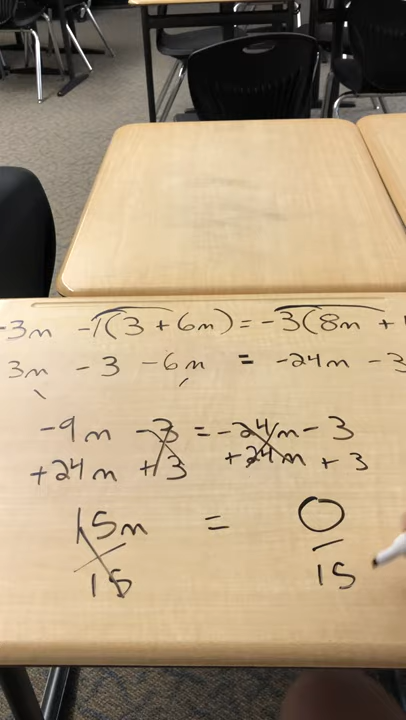 -3m -1(3 + 6m) = -3(8m +
3m - 3 - 6m = -24m - 3
-9m -3 = -24m - 3
+24m +3 +24m + 3
15m = 0
15 15